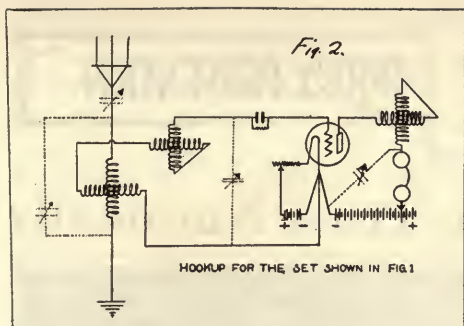 Fig. 2.
+ - - +
HOOKUP FOR THE SET SHOWN IN FIG.1